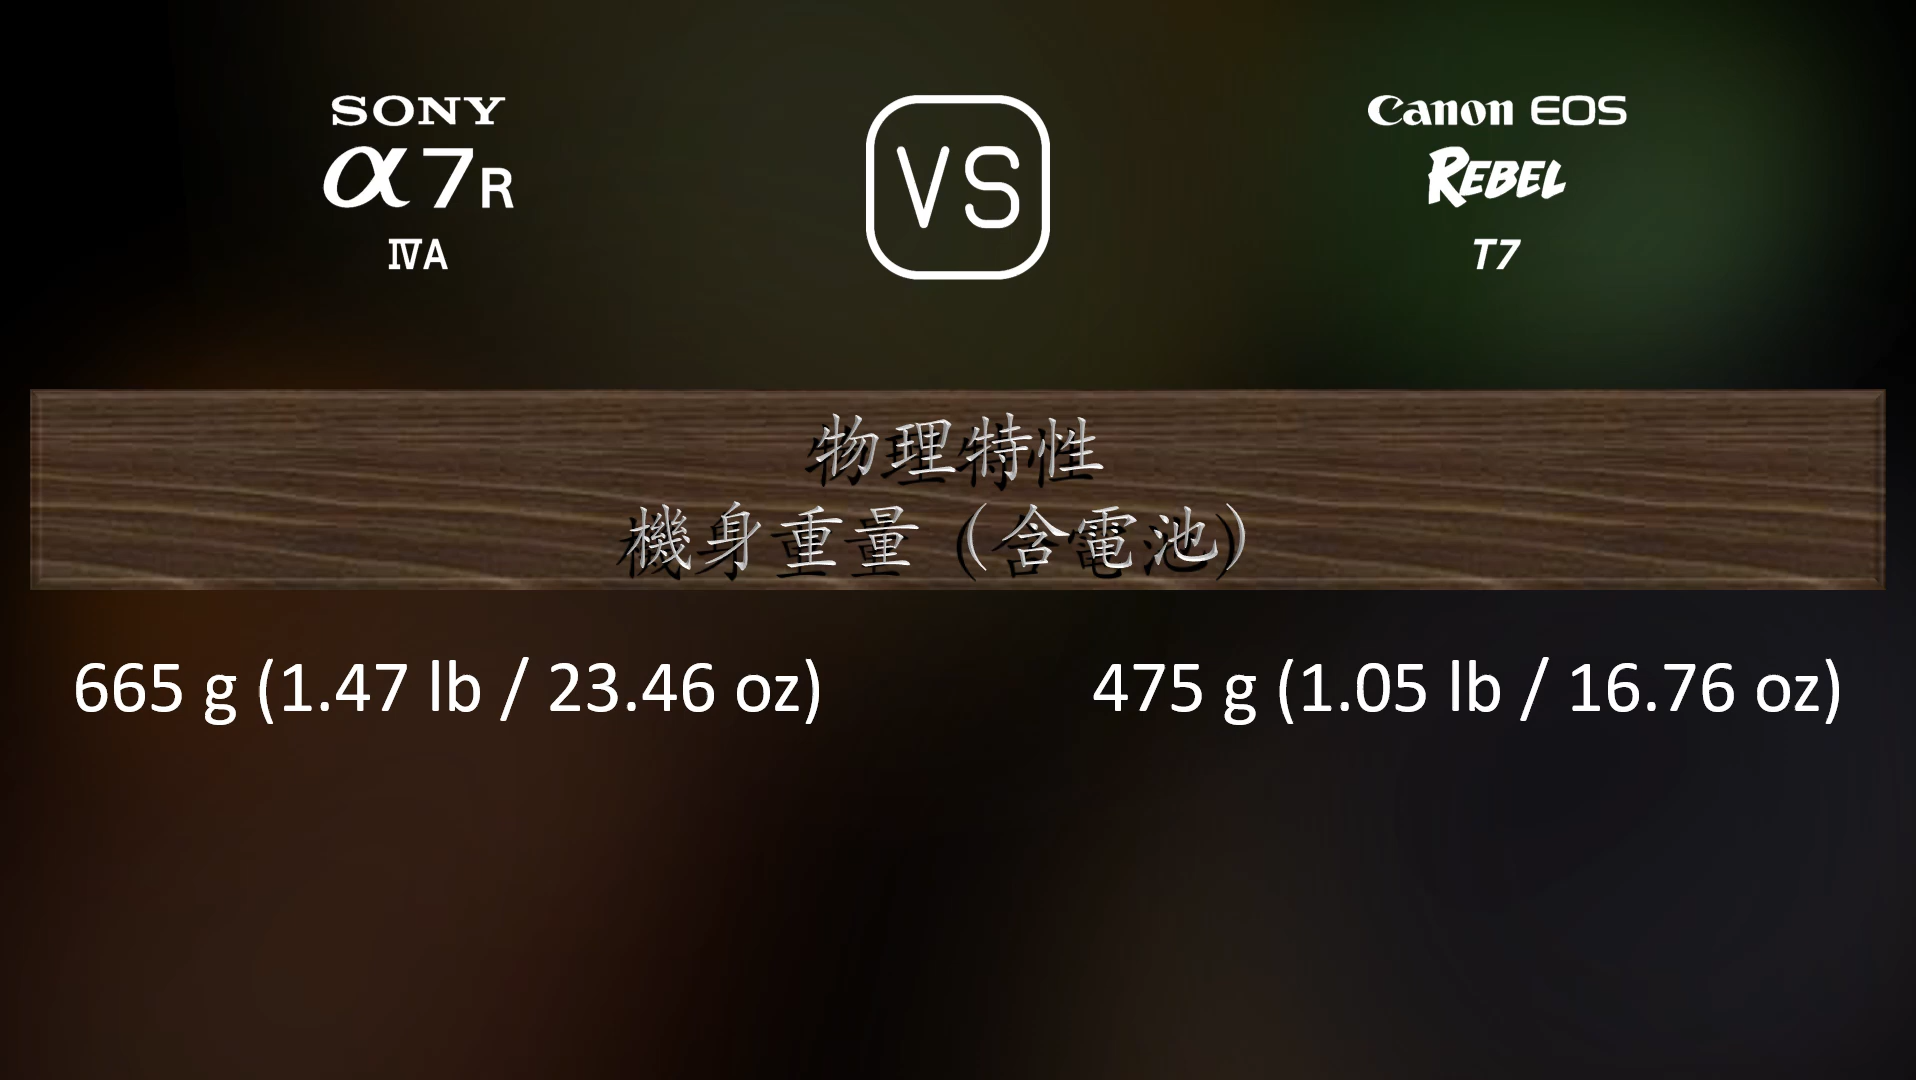 SONY
α7R
ⅣA
VS
Canon EOS
REBEL
T7
物理特性
機身重量（含電池）
665 g (1.47 lb / 23.46 oz)
475 g (1.05 lb / 16.76 oz)